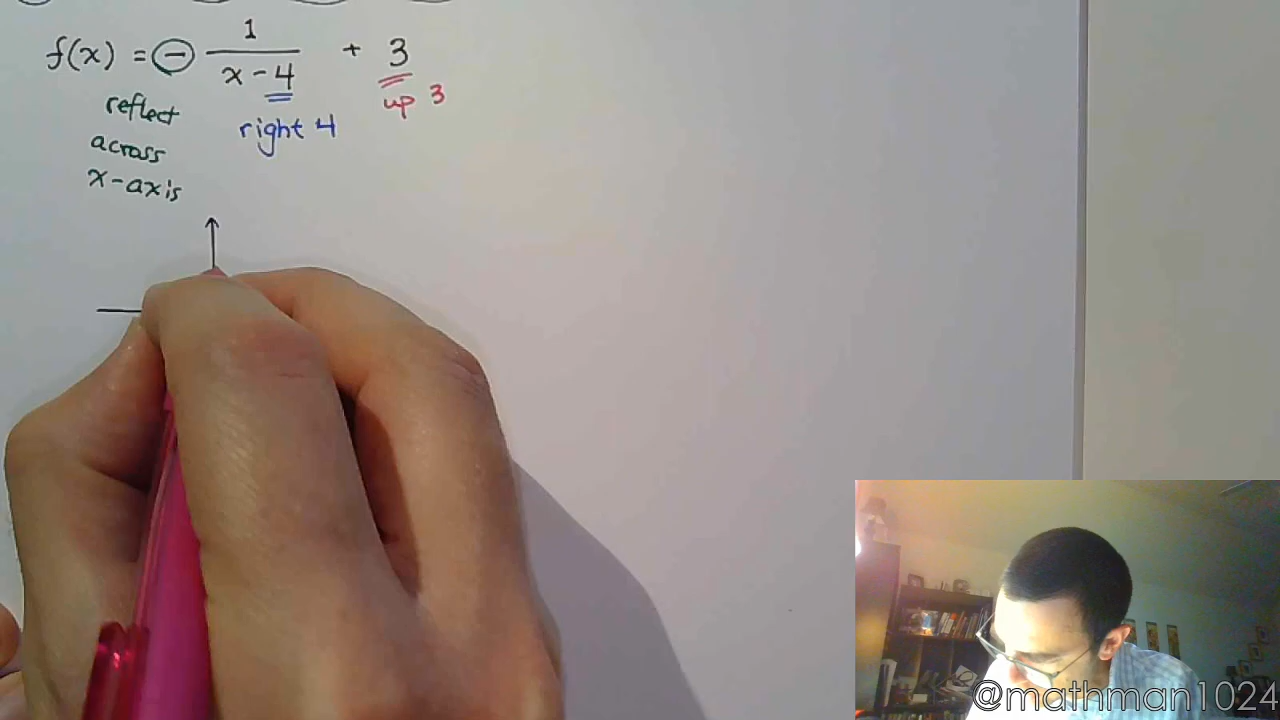 f(x) = - 1/(x - 4) + 3
up 3
right 4
reflect
across
x-axis
@mathman1024